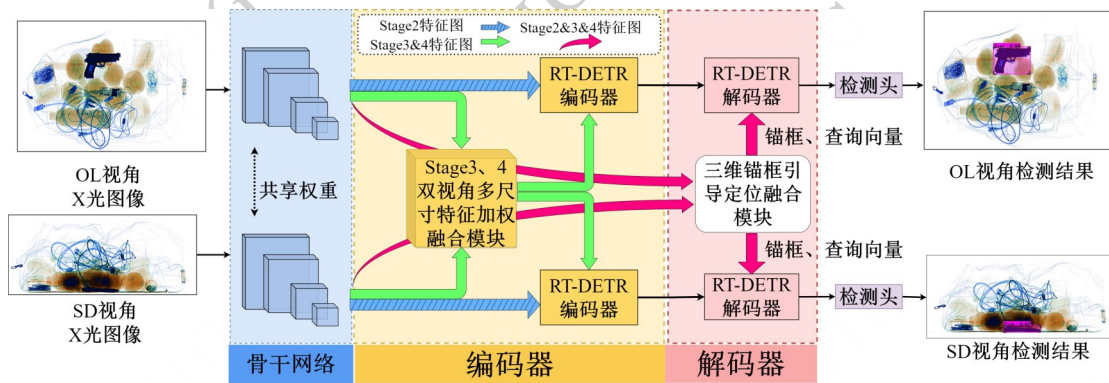 Stage2特征图
Stage2&3&4特征图
Stage3&4特征图
OL视角
X光图像
SD视角
X光图像
共享权重
Stage3、4
双视角多尺
寸特征加权
融合模块
RT-DETR
编码器
RT-DETR
编码器
RT-DETR
解码器
锚框、查询向量
三维锚框引
导定位融合
模块
锚框、查询向量
RT-DETR
解码器
检测头
检测头
OL视角检测结果
SD视角检测结果
骨干网络
编码器
解码器